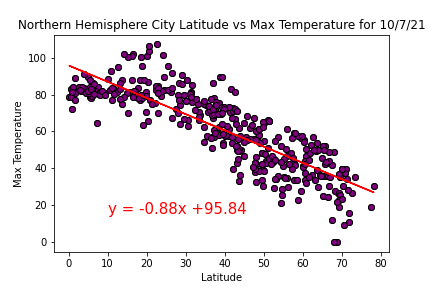 Northern Hemisphere City Latitude vs Max Temperature for 10/7/21
100
80
60
40
20
0
Max Temperature
y = -0.88x +95.84
0 10 20 30 40 50 60 70 80
Latitude